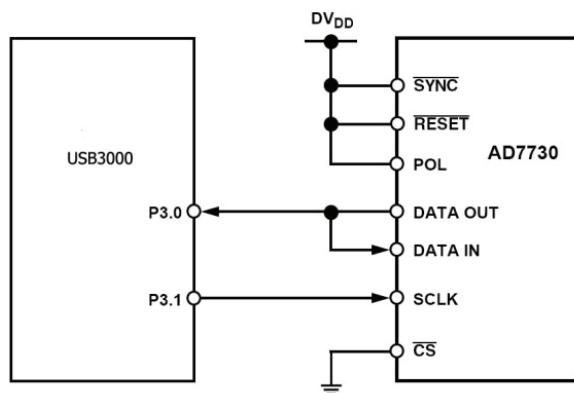 DVDD
SYNC
RESET
AD7730
USB3000
POL
P3.0
DATA OUT
DATA IN
P3.1
SCLK
CS